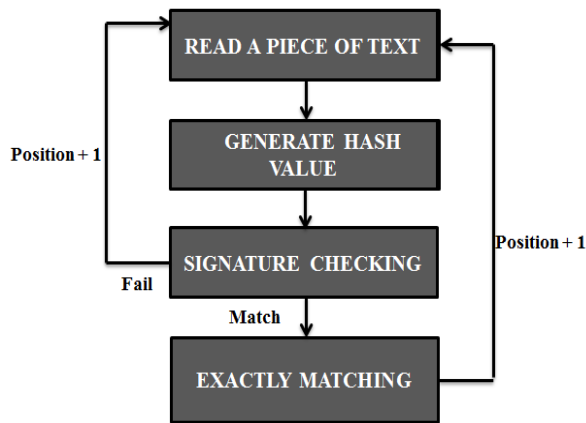 READ A PIECE OF TEXT
GENERATE HASH
VALUE
Position + 1
Position + 1
SIGNATURE CHECKING
Fail
Match
EXACTLY MATCHING